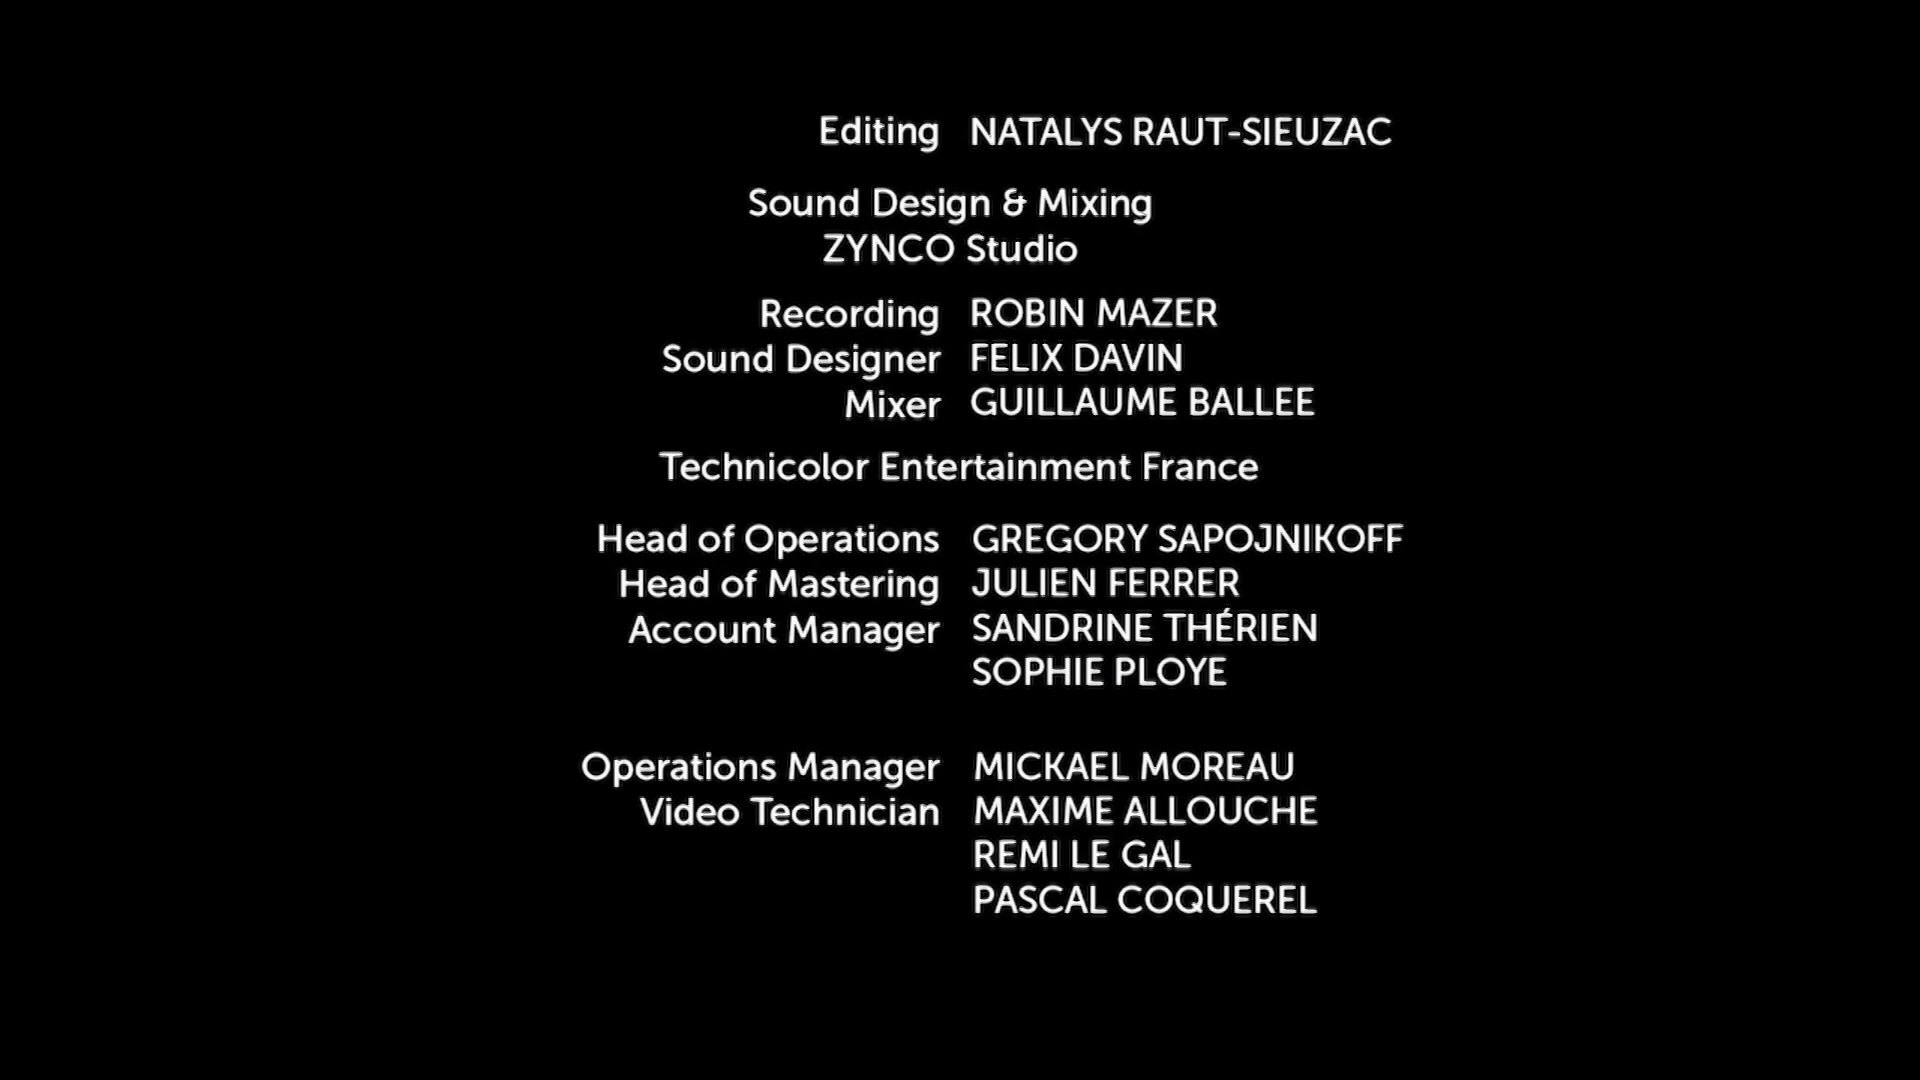 Editing NATALYS RAUT-SIEUZAC
Sound Design & Mixing
ZYNCO Studio
Recording ROBIN MAZER
Sound Designer FELIX DAVIN
Mixer GUILLAUME BALLEE
Technicolor Entertainment France
Head of Operations GREGORY SAPOJNIKOFF
Head of Mastering JULIEN FERRER
Account Manager SANDRINE THÉRIEN
SOPHIE PLOYE
Operations Manager MICKAEL MOREAU
Video Technician MAXIME ALLOUCHE
REMI LE GAL
PASCAL COQUEREL